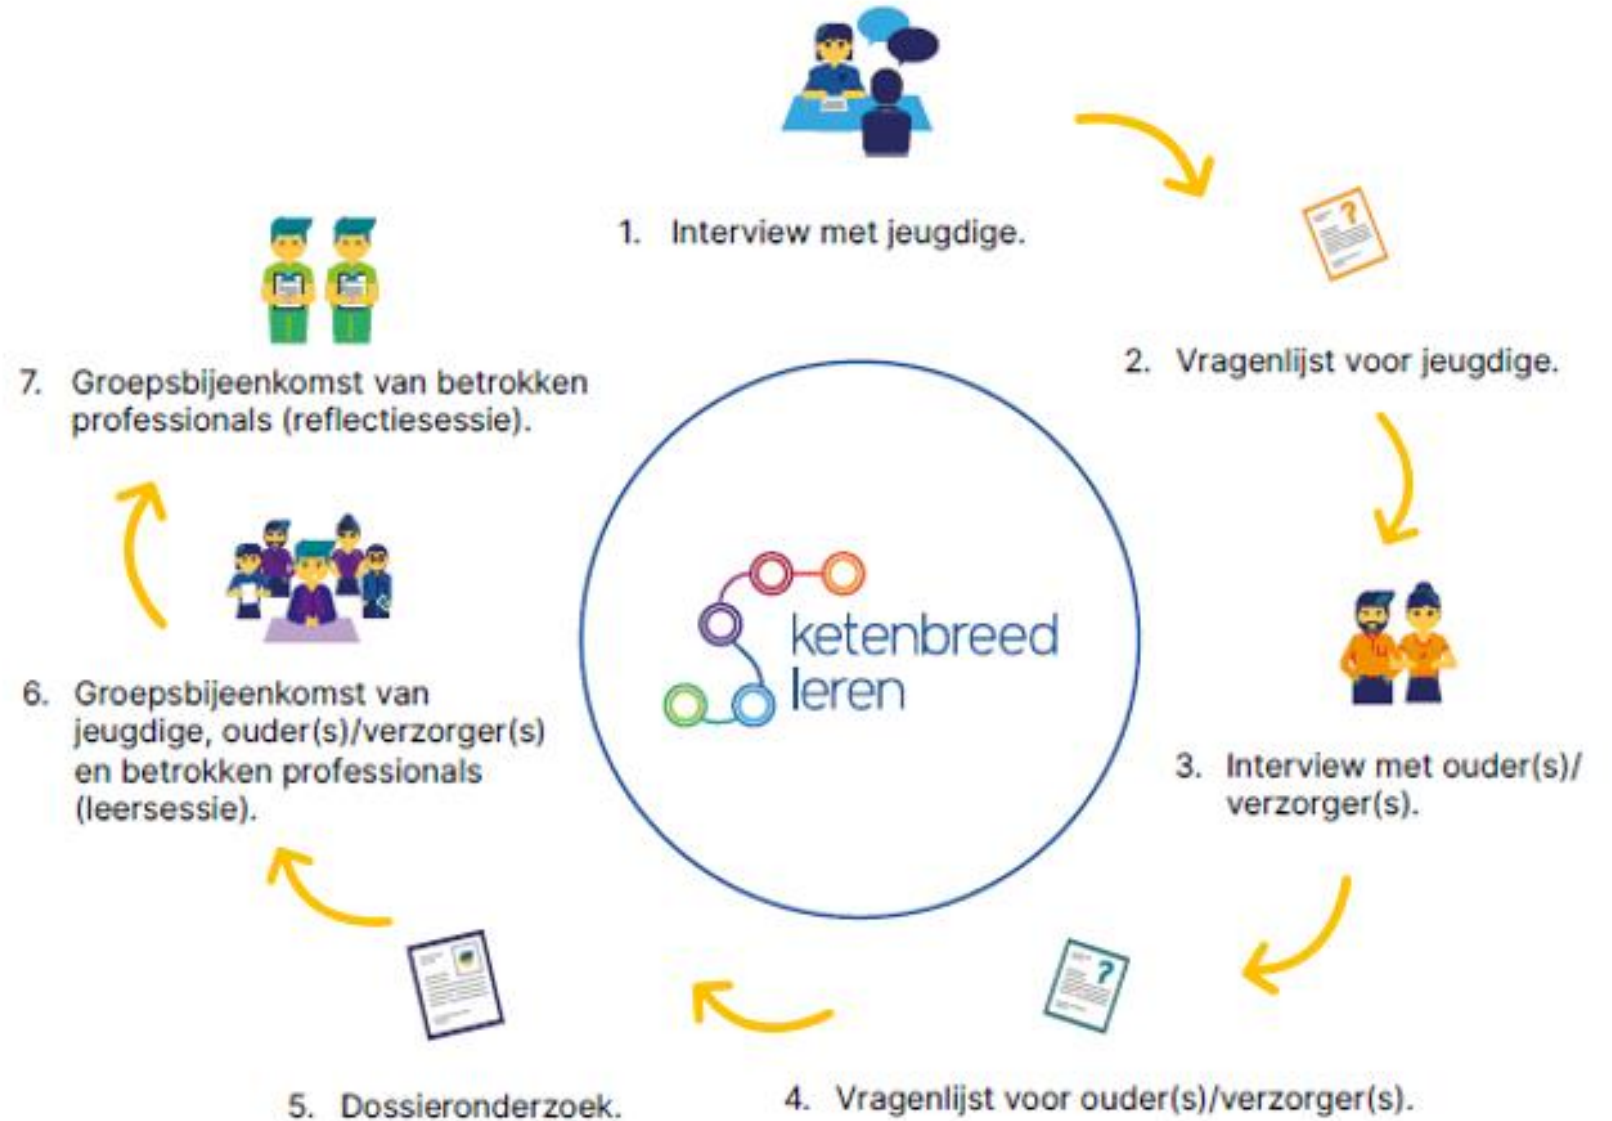 1. Interview met jeugdige.
2. Vragenlijst voor jeugdige.
3. Interview met ouder(s)/
verzorger(s).
4. Vragenlijst voor ouder(s)/verzorger(s).
5. Dossieronderzoek.
6. Groepsbijeenkomst van
jeugdige, ouder(s)/verzorger(s)
en betrokken professionals
(leersessie).
7. Groepsbijeenkomst van betrokken
professionals (reflectiesessie).
ketenbreed
leren
?
?